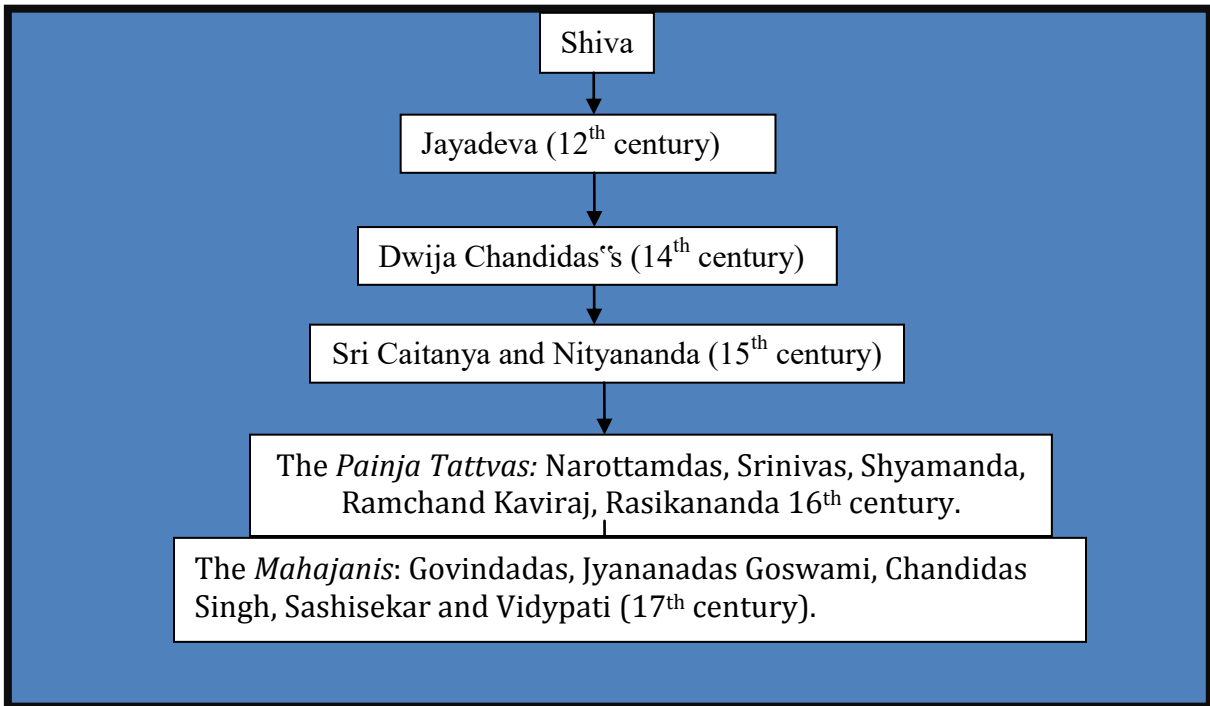 Shiva
Jayadeva (12th century)
Dwija Chandidas‟s (14th century)
Sri Caitanya and Nityananda (15th century)
The Painja Tattvas: Narottamdas, Srinivas, Shyamanda,
Ramchand Kaviraj, Rasikananda 16th century.
The Mahajanis: Govindadas, Jyananadas Goswami, Chandidas
Singh, Sashisekar and Vidypati (17th century).